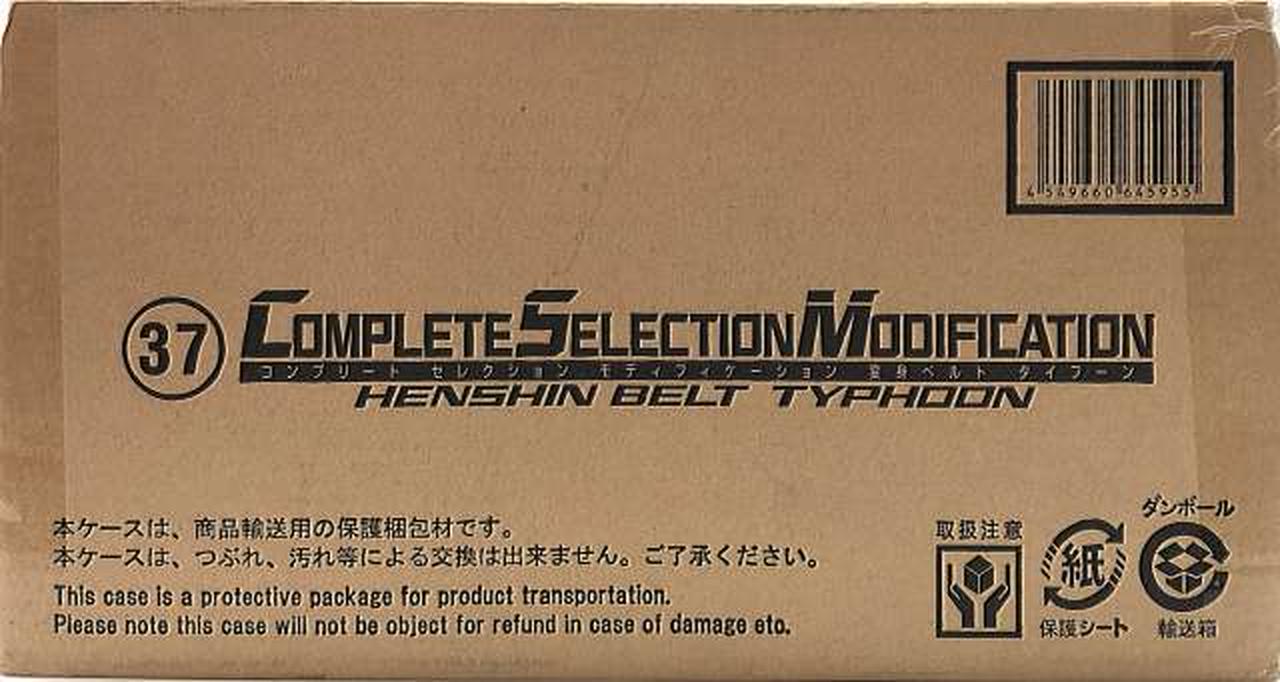 4 549660 645955
37
COMPLETE SELECTION MODIFICATION
コンプリート セレクション モディフィケーション 変身ベルト タイフーン
HENSHIN BELT TYPHOON
本ケースは、商品輸送用の保護梱包材です。
本ケースは、つぶれ、汚れ等による交換は出来ません。ご了承ください。
This case is a protective package for product transportation.
Please note this case will not be object for refund in case of damage eto.
取扱注意
紙
保護シート
ダンボール
輸送箱